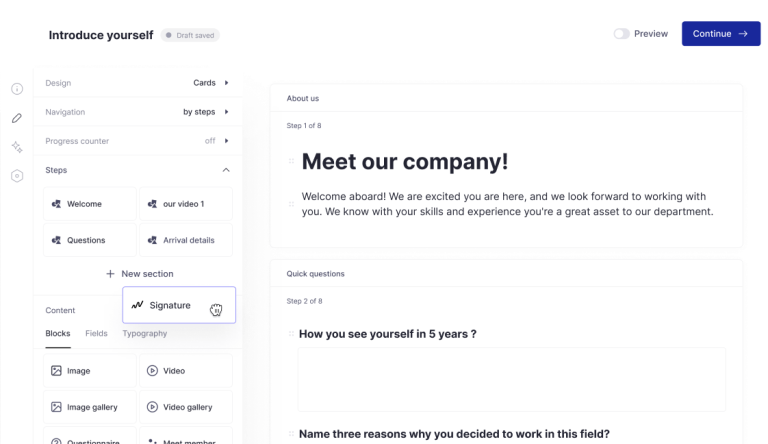 Introduce yourself
Draft saved
Preview
Continue →
Design
Cards
Navigation
by steps
Progress counter
off
Steps
Welcome
our video 1
Questions
Arrival details
+ New section
Signature
Content
Blocks
Fields
Typography
Image
Video
Image gallery
Video gallery
Questionnaire
Meet member
About us
Step 1 of 8
Meet our company!
Welcome aboard! We are excited you are here, and we look forward to working with
you. We know with your skills and experience you're a great asset to our department.
Quick questions
Step 2 of 8
How you see yourself in 5 years ?
Name three reasons why you decided to work in this field?